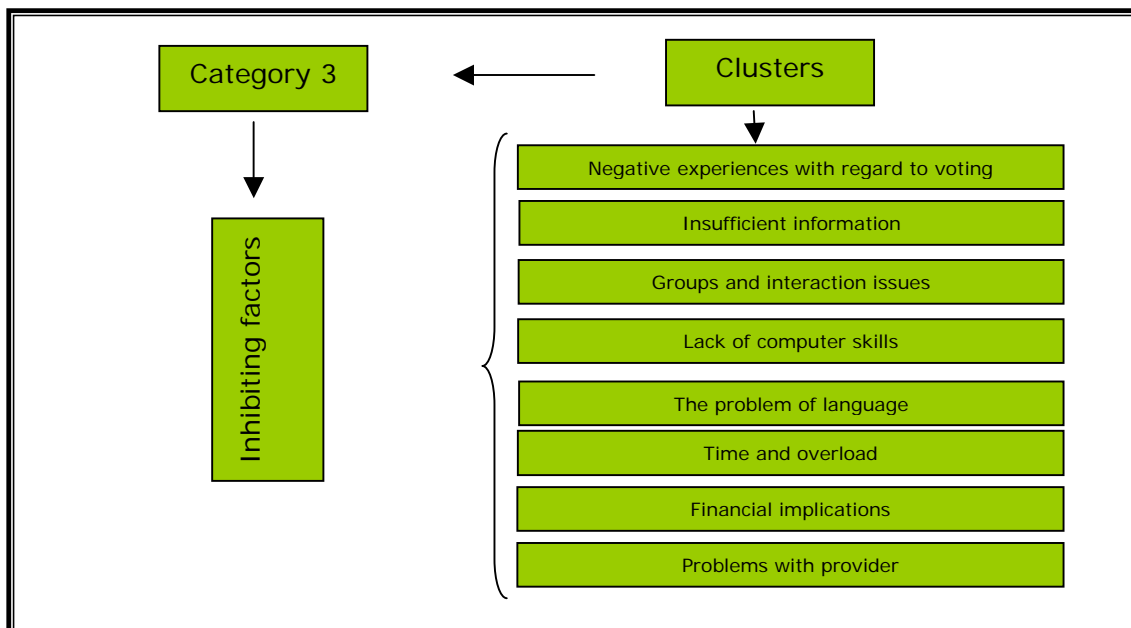 Category 3
Clusters
Inhibiting factors
Negative experiences with regard to voting
Insufficient information
Groups and interaction issues
Lack of computer skills
The problem of language
Time and overload
Financial implications
Problems with provider